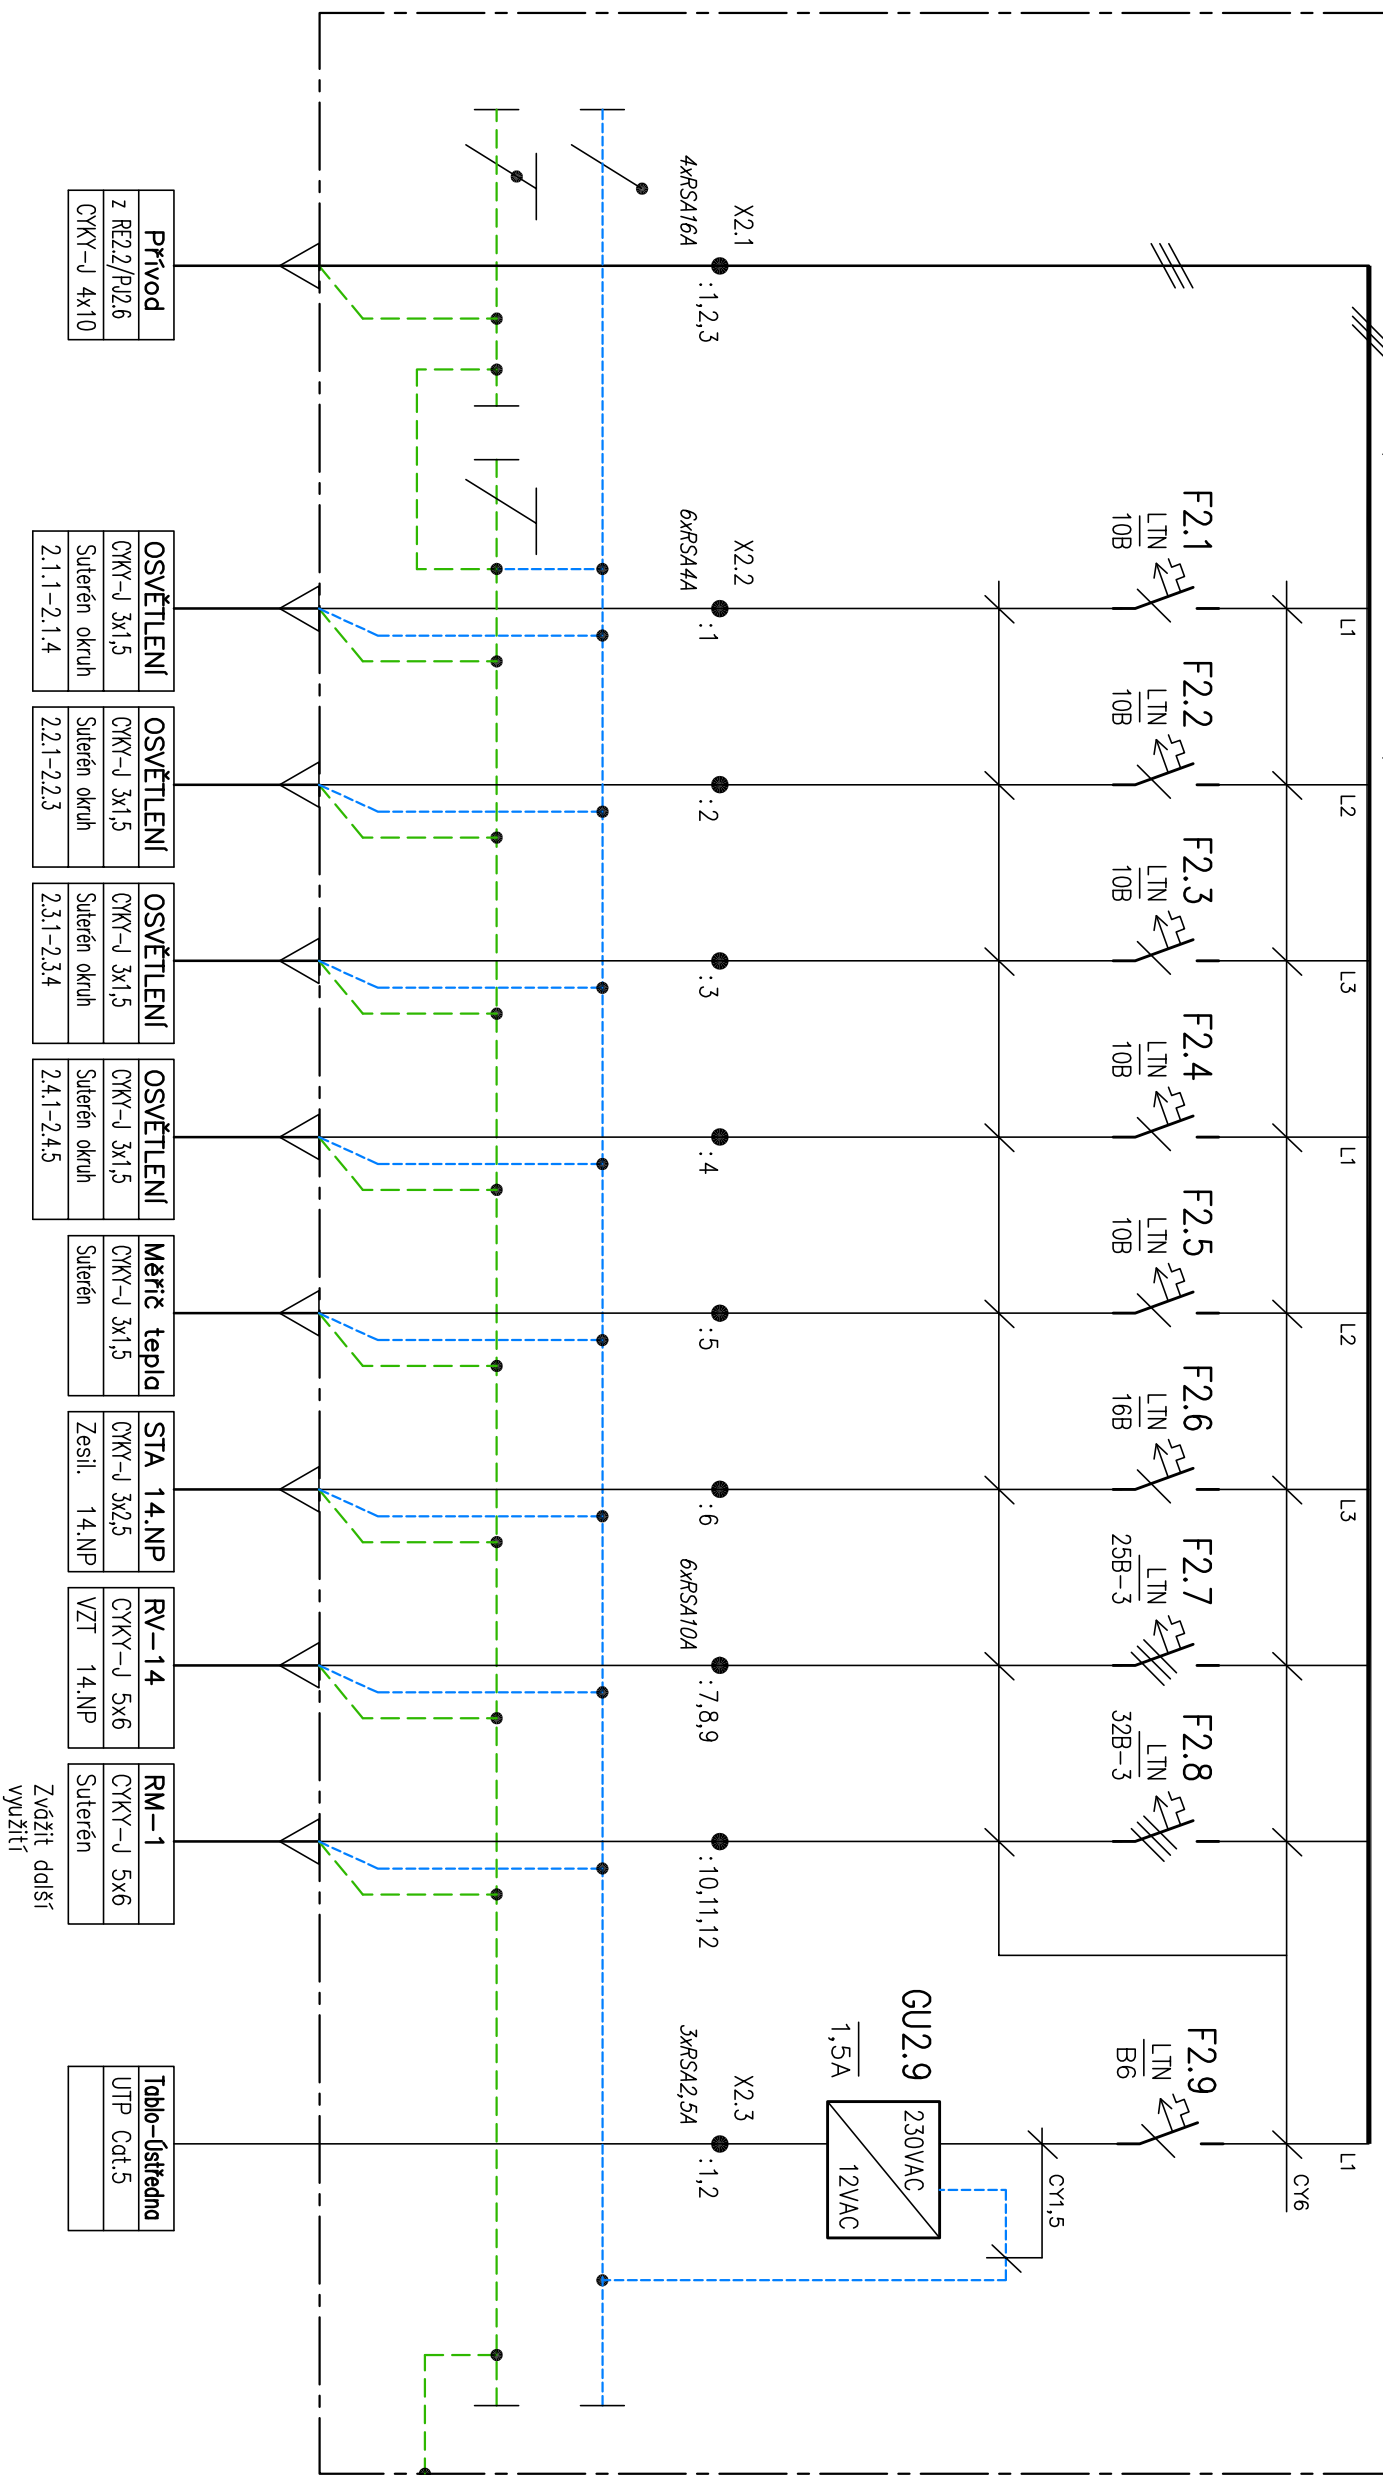 F2.1
LTN
10B
L1
F2.2
LTN
10B
L2
F2.3
LTN
10B
L3
F2.4
LTN
10B
L1
F2.5
LTN
10B
L2
F2.6
LTN
16B
L3
F2.7
LTN
25B-3
F2.8
LTN
32B-3
F2.9
LTN
B6
L1
CY6
CY1,5
GU2.9
1,5A
230VAC
12VAC
X2.1
4xRSA16A
:1,2,3
X2.2
6xRSA4A
:1
:2
:3
:4
:5
:6
6xRSA10A
:7,8,9
:10,11,12
X2.3
3xRSA2,5A
:1,2
Přívod
z RE2.2/PJ2.6
CYKY-J 4x10
OSVĚTLENÍ
CYKY-J 3x1,5
Suterén okruh
2.1.1-2.1.4
OSVĚTLENÍ
CYKY-J 3x1,5
Suterén okruh
2.2.1-2.2.3
OSVĚTLENÍ
CYKY-J 3x1,5
Suterén okruh
2.3.1-2.3.4
OSVĚTLENÍ
CYKY-J 3x1,5
Suterén okruh
2.4.1-2.4.5
Měřič tepla
CYKY-J 3x1,5
Suterén
STA 14.NP
CYKY-J 3x2,5
Zesil. 14.NP
RV-14
CYKY-J 5x6
VZT 14.NP
RM-1
CYKY-J 5x6
Suterén
Zvážit další
využití
Tablo-Ústředna
UTP Cat.5